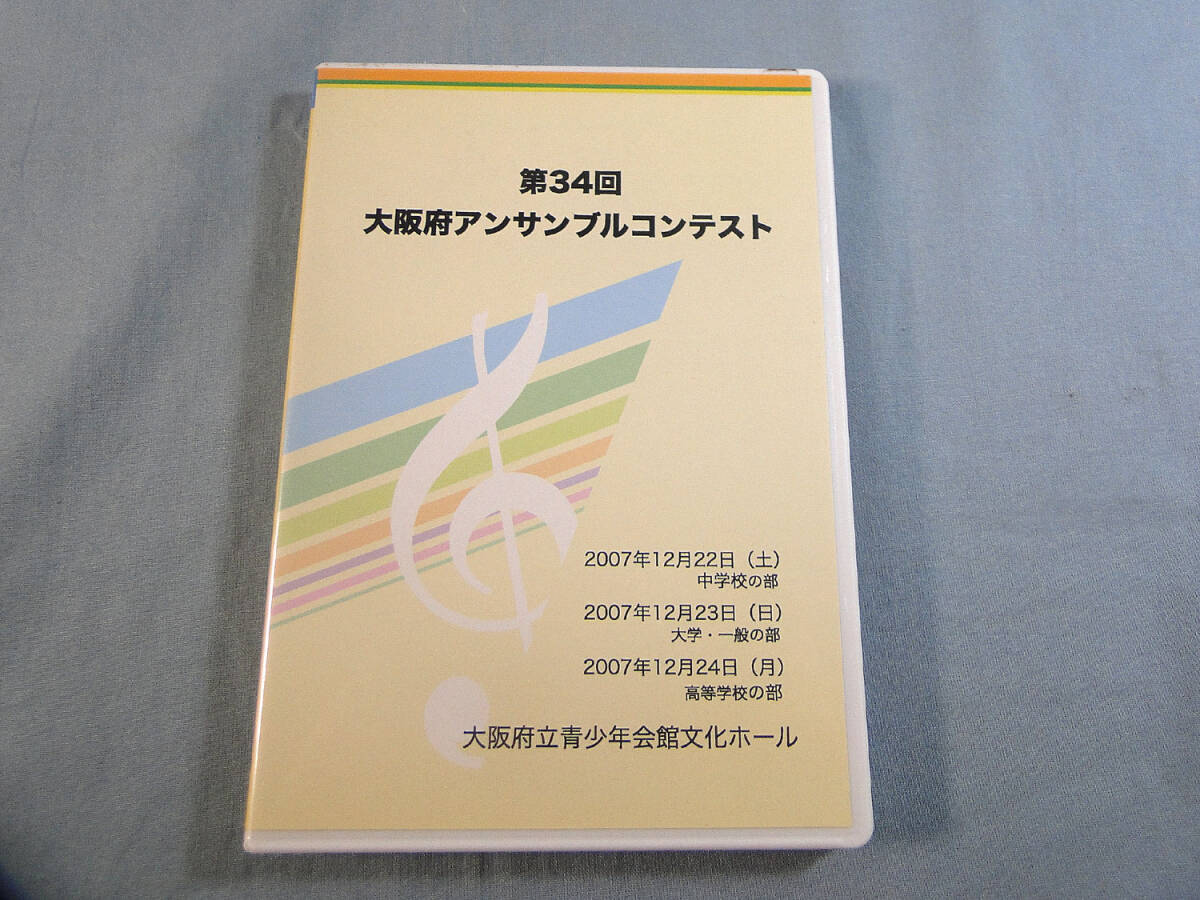 第34回
大阪府アンサンブルコンテスト
2007年12月22日（土）
中学校の部
2007年12月23日（日）
大学・一般の部
2007年12月24日（月）
高等学校の部
大阪府立青少年会館文化ホール